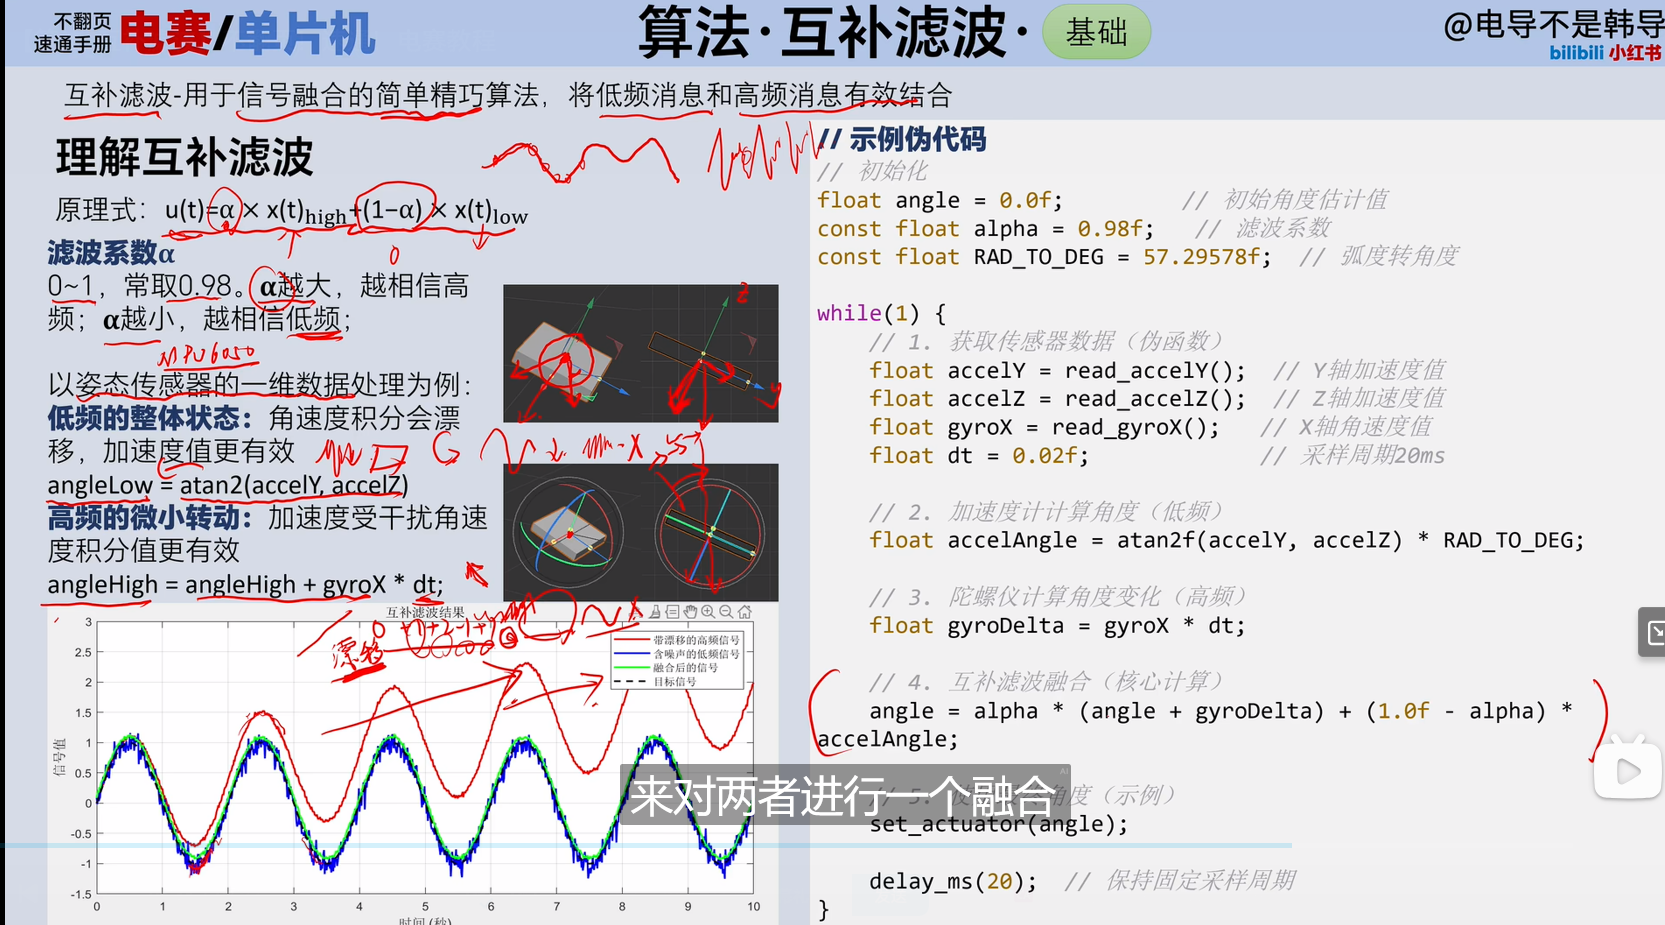 不翻页
速通手册
电赛/单片机
算法·互补滤波·
基础
@电导不是韩导
bilibili 小红书
互补滤波-用于信号融合的简单精巧算法，将低频消息和高频消息有效结合
理解互补滤波
原理式：u(t)=α × x(t)high+(1−α) × x(t)low
0
滤波系数α
0~1，常取0.98。α越大，越相信高
频；α越小，越相信低频；
MPU6050
以姿态传感器的一维数据处理为例：
低频的整体状态：角速度积分会漂
移，加速度值更有效
angleLow = atan2(accelY, accelZ)
高频的微小转动：加速度受干扰角速
度积分值更有效
angleHigh = angleHigh + gyroX * dt;
z
y
G
漂移
互补滤波结果
带漂移的高频信号
含噪声的低频信号
融合后的信号
目标信号
信号值
3
2.5
2
1.5
1
0.5
0
-0.5
-1
-1.5
0 1 2 3 4 5 6 7 8 9 10
时间 (秒)
// 示例伪代码
// 初始化
float angle = 0.0f; // 初始角度估计值
const float alpha = 0.98f; // 滤波系数
const float RAD_TO_DEG = 57.29578f; // 弧度转角度
while(1) {
// 1. 获取传感器数据（伪函数）
float accelY = read_accelY(); // Y轴加速度值
float accelZ = read_accelZ(); // Z轴加速度值
float gyroX = read_gyroX(); // X轴角速度值
float dt = 0.02f; // 采样周期20ms
// 2. 加速度计计算角度（低频）
float accelAngle = atan2f(accelY, accelZ) * RAD_TO_DEG;
// 3. 陀螺仪计算角度变化（高频）
float gyroDelta = gyroX * dt;
// 4. 互补滤波融合（核心计算）
angle = alpha * (angle + gyroDelta) + (1.0f - alpha) *
accelAngle;
// 5.
角度（示例）
来对两者进行一个融合
set_actuator(angle);
delay_ms(20); // 保持固定采样周期
}